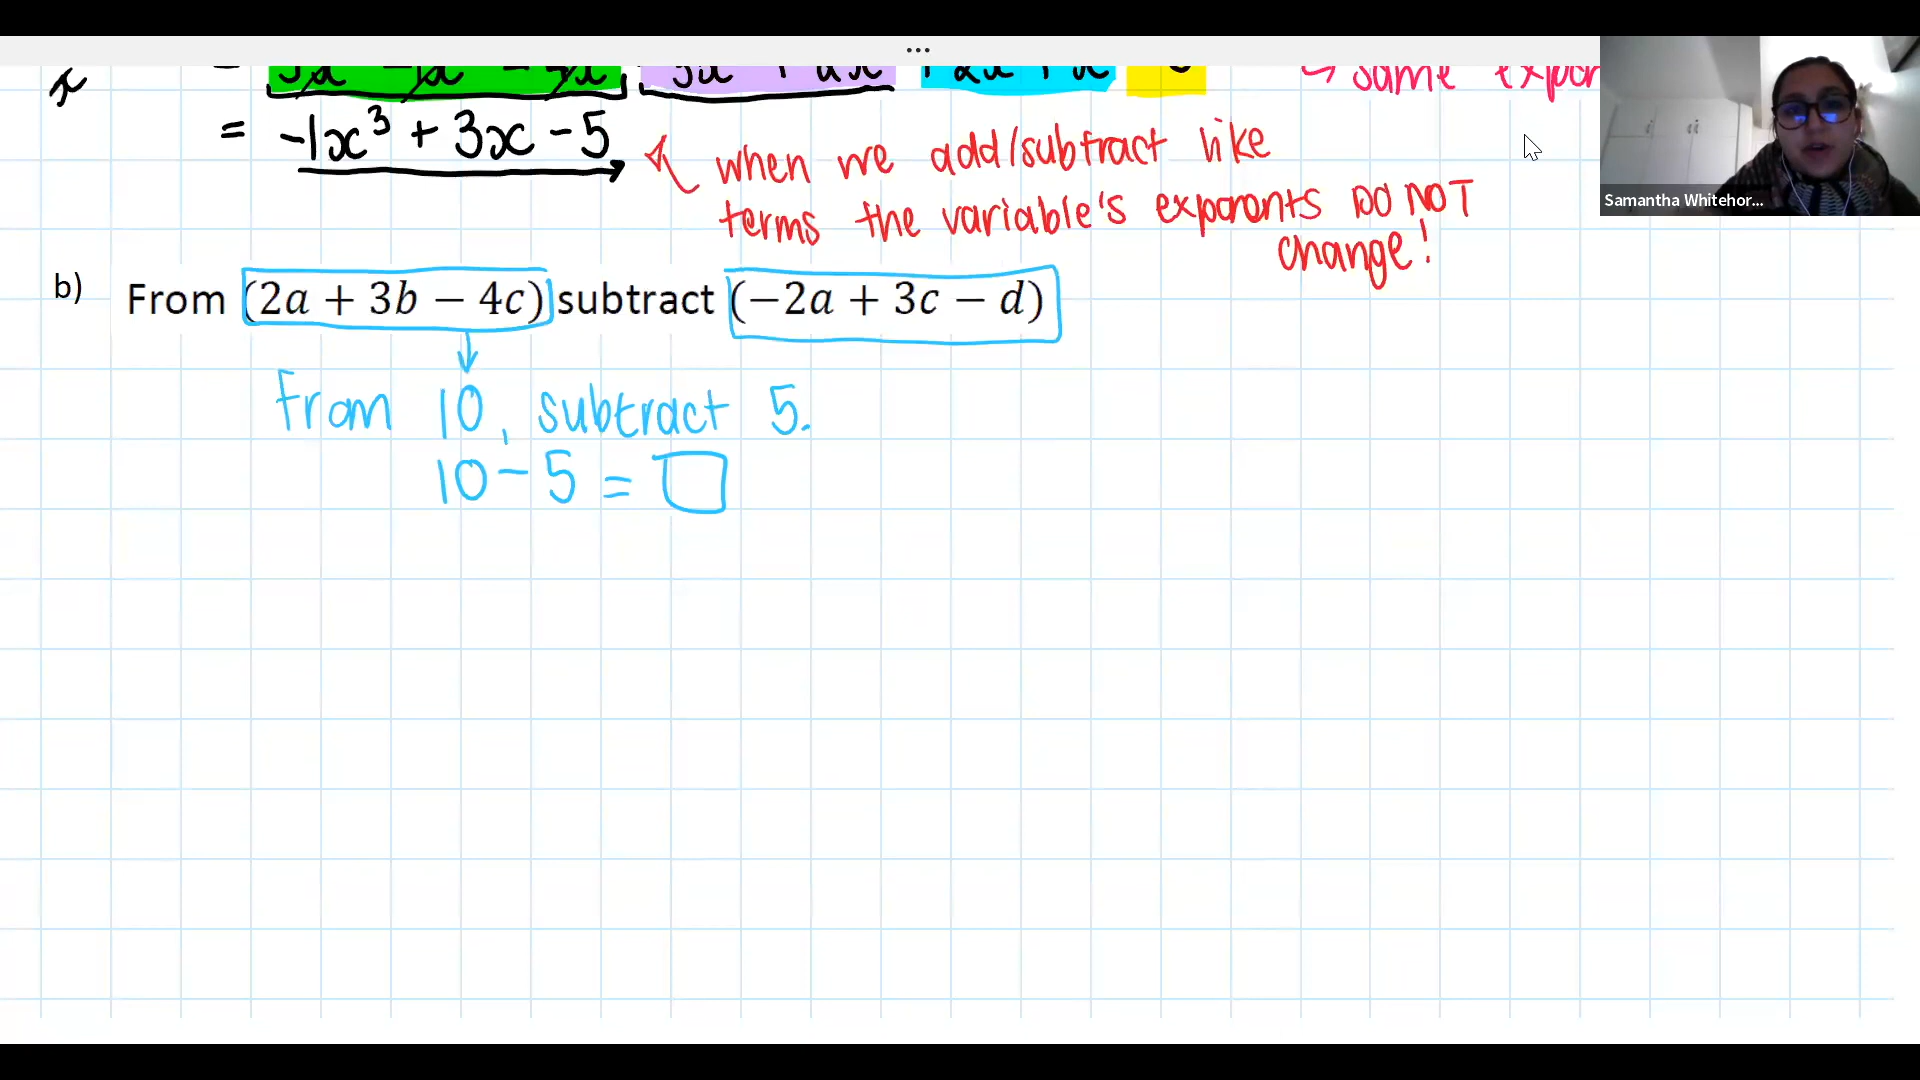 x
↳ same expon
= -1x³ + 3x - 5
when we add/subtract like
terms the variable's exponents DO NOT
change!
Samantha Whitehor...
b) From (2a + 3b − 4c) subtract (−2a + 3c − d)
From 10, subtract 5.
10 - 5 = □